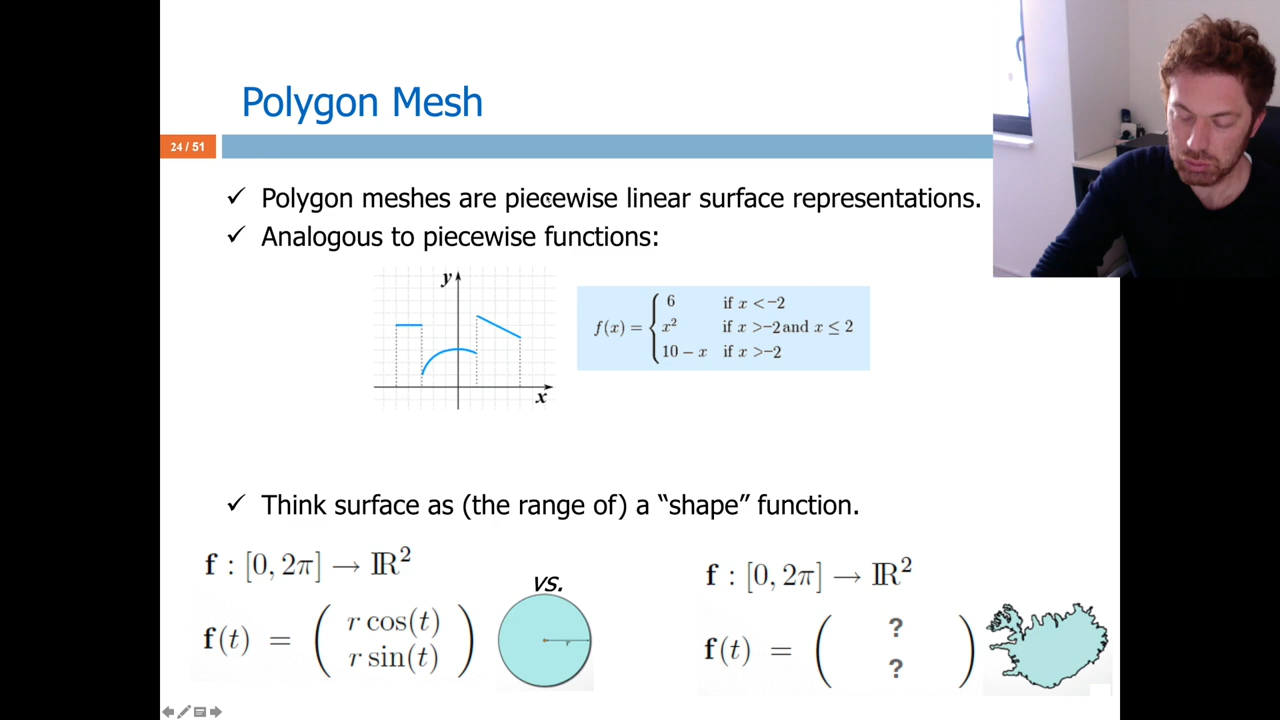 Polygon Mesh
24 / 51
✓ Polygon meshes are piecewise linear surface representations.
✓ Analogous to piecewise functions:
y
x
f(x) = { 6 if x <−2
x² if x >−2 and x ≤ 2
10 − x if x >−2
✓ Think surface as (the range of) a “shape” function.
f : [0, 2π] → ℝ²
f(t) = ( r cos(t)
r sin(t) )
vs.
r
f : [0, 2π] → ℝ²
f(t) = ( ?
? )